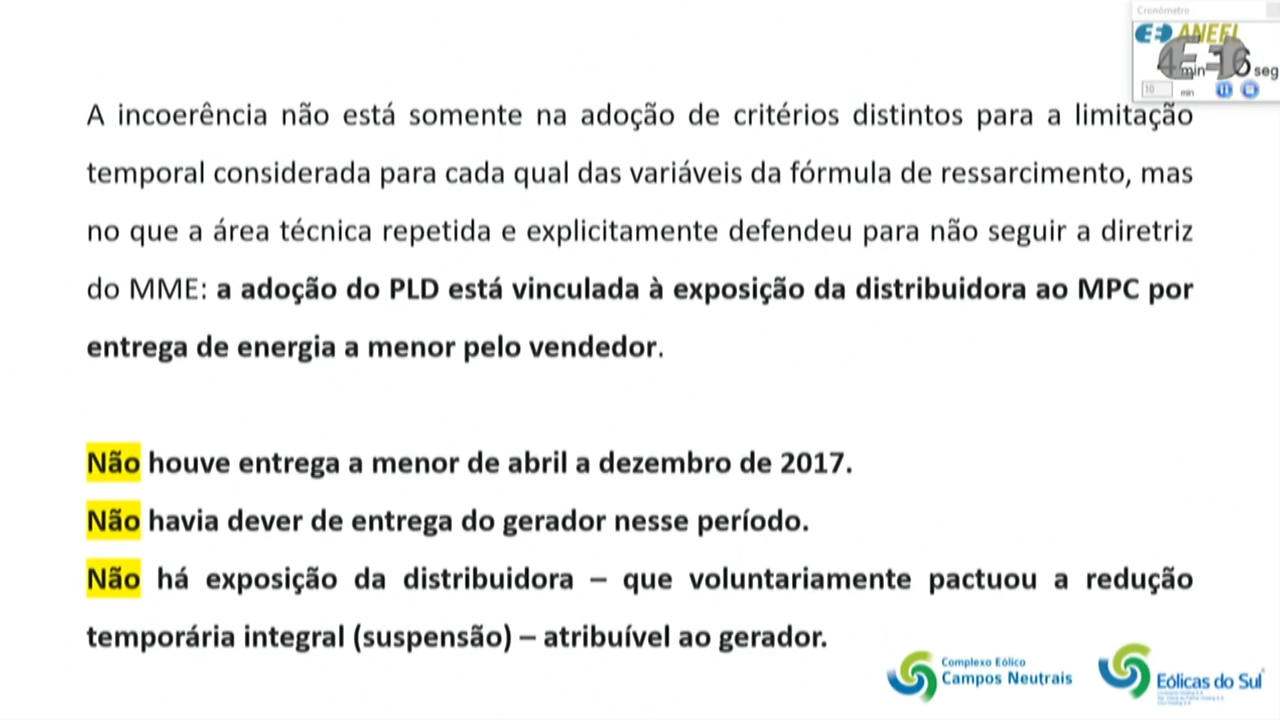 Cronômetro
ANEEL
min seg
10 min
A incoerência não está somente na adoção de critérios distintos para a limitação
temporal considerada para cada qual das variáveis da fórmula de ressarcimento, mas
no que a área técnica repetida e explicitamente defendeu para não seguir a diretriz
do MME: a adoção do PLD está vinculada à exposição da distribuidora ao MPC por
entrega de energia a menor pelo vendedor.
Não houve entrega a menor de abril a dezembro de 2017.
Não havia dever de entrega do gerador nesse período.
Não há exposição da distribuidora – que voluntariamente pactuou a redução
temporária integral (suspensão) – atribuível ao gerador.
Complexo Eólico
Campos Neutrais
Eólicas do Sul